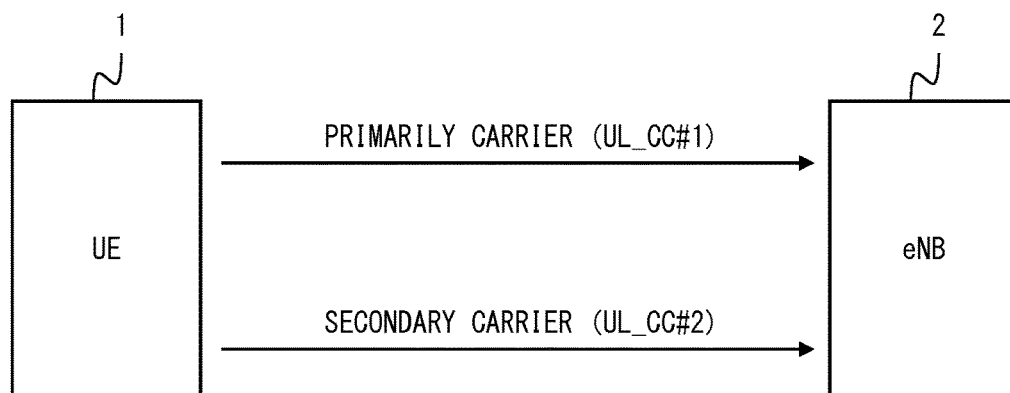 1
2
PRIMARILY CARRIER (UL_CC#1)
UE
eNB
SECONDARY CARRIER (UL_CC#2)